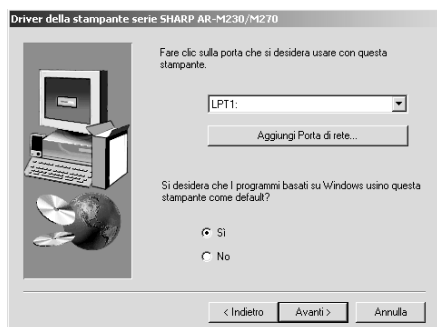 Driver della stampante serie SHARP AR-M230/M270
Fare clic sulla porta che si desidera usare con questa
stampante.
LPT1:
Aggiungi Porta di rete...
Si desidera che I programmi basati su Windows usino questa
stampante come default?
Sì
No
< Indietro
Avanti >
Annulla